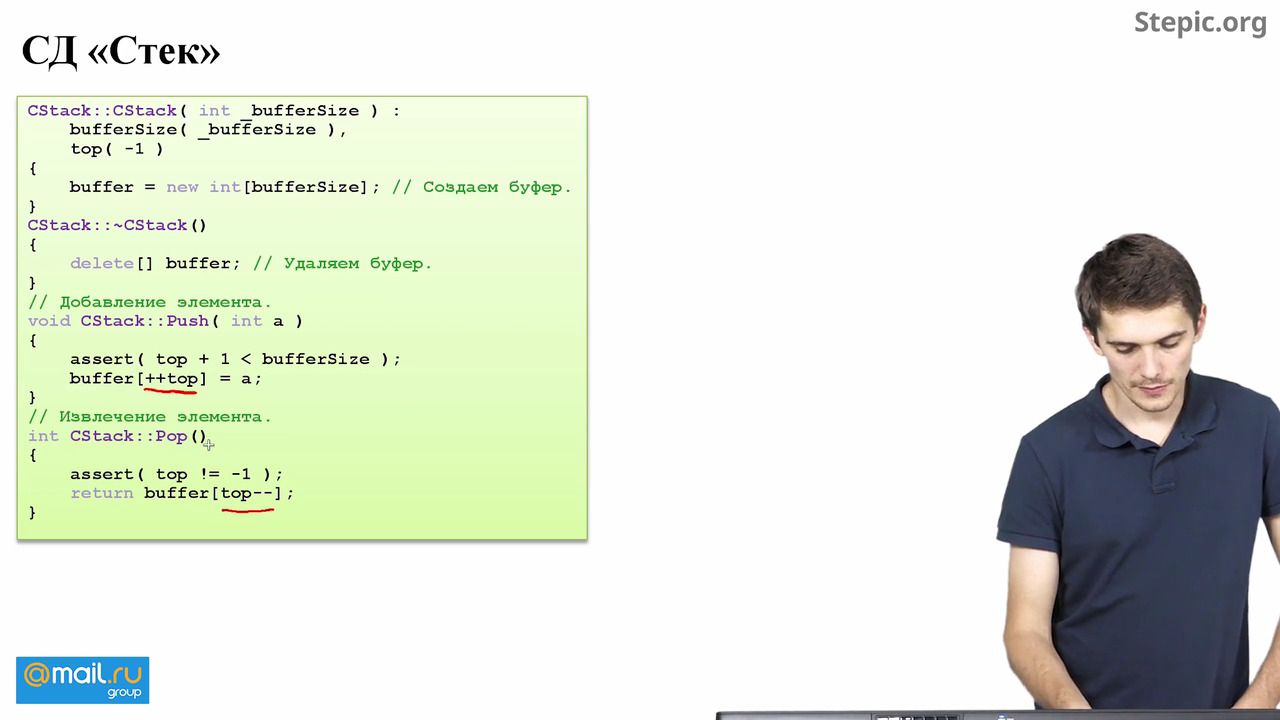 Stepic.org
СД «Стек»
CStack::CStack( int _bufferSize ) :
bufferSize( _bufferSize ),
top( -1 )
{
buffer = new int[bufferSize]; // Создаем буфер.
}
CStack::~CStack()
{
delete[] buffer; // Удаляем буфер.
}
// Добавление элемента.
void CStack::Push( int a )
{
assert( top + 1 < bufferSize );
buffer[++top] = a;
}
// Извлечение элемента.
int CStack::Pop()
{
assert( top != -1 );
return buffer[top--];
}
@mail.ru
group